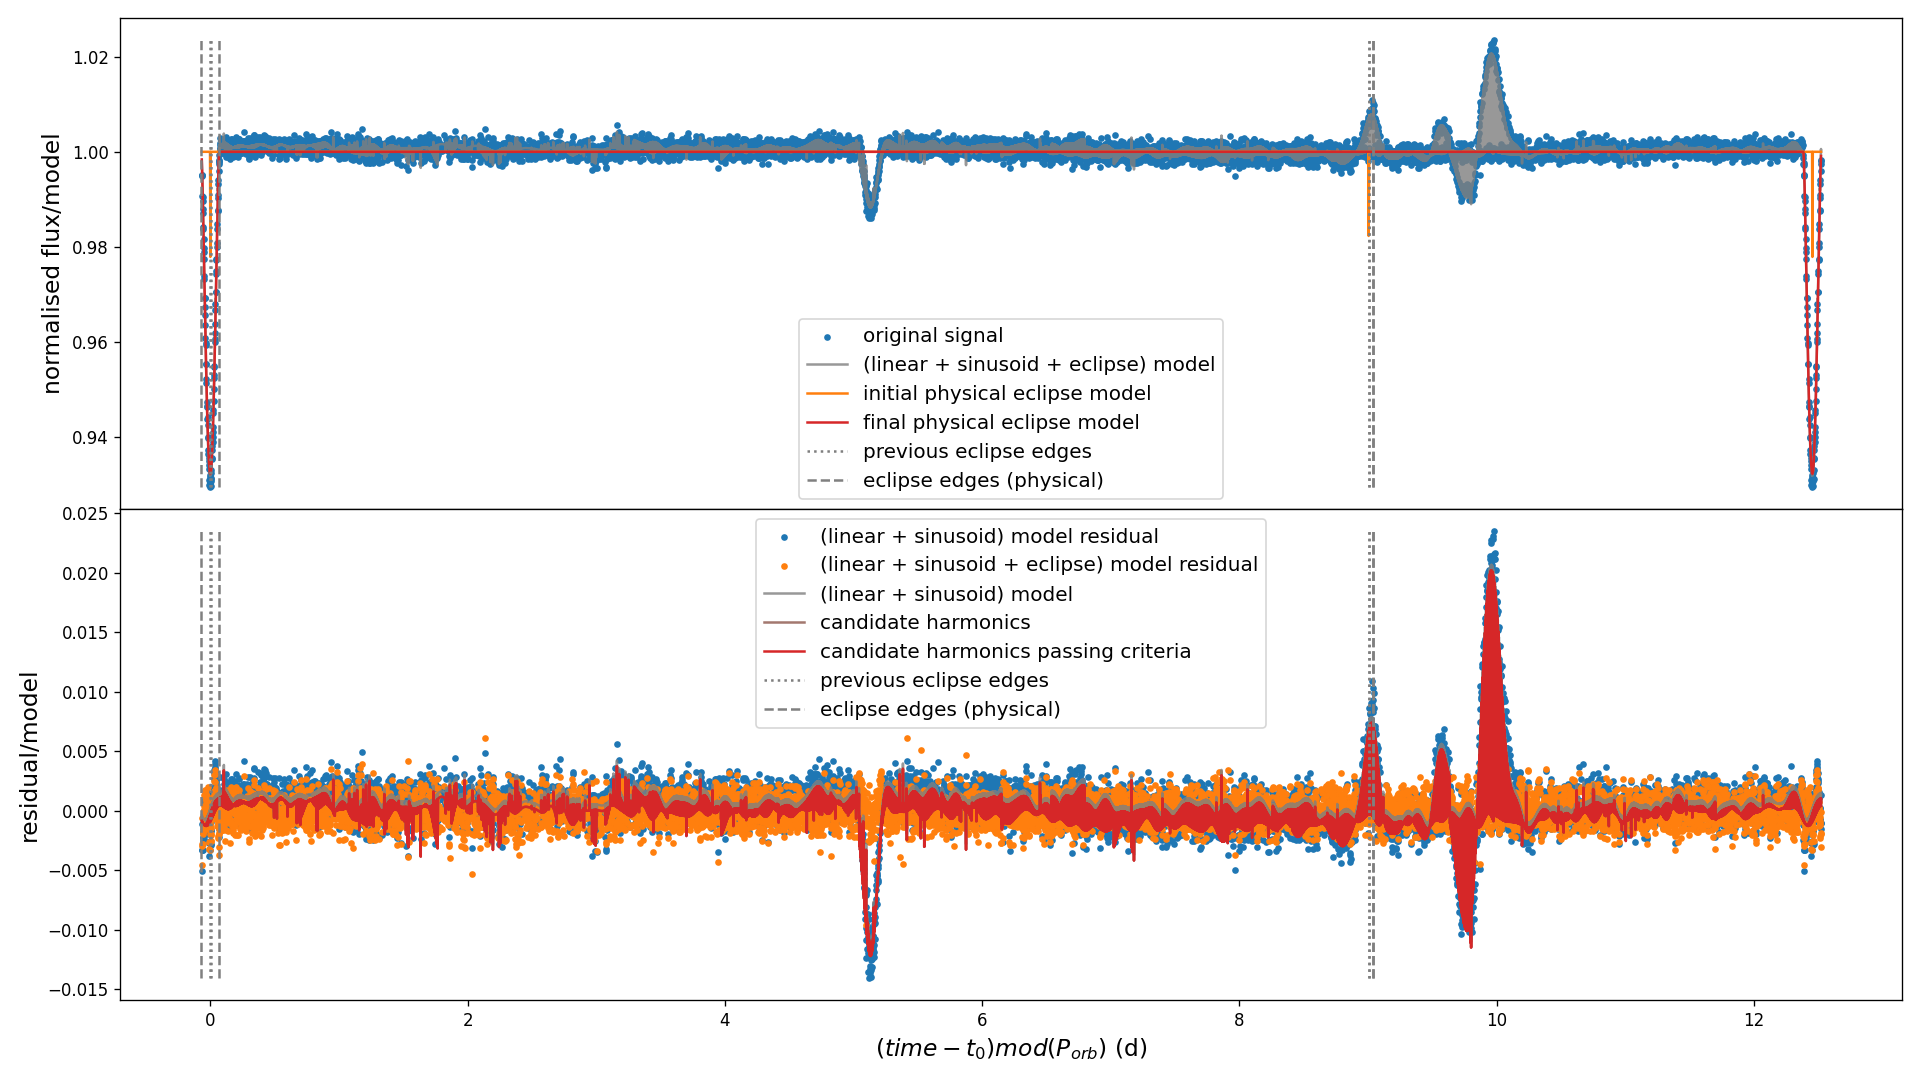 1.02
1.00
0.98
0.96
0.94
normalised flux/model
original signal
(linear + sinusoid + eclipse) model
initial physical eclipse model
final physical eclipse model
previous eclipse edges
eclipse edges (physical)
0.025
0.020
0.015
0.010
0.005
0.000
−0.005
−0.010
−0.015
residual/model
(linear + sinusoid) model residual
(linear + sinusoid + eclipse) model residual
(linear + sinusoid) model
candidate harmonics
candidate harmonics passing criteria
previous eclipse edges
eclipse edges (physical)
0 2 4 6 8 10 12
(time − t₀)mod(Pₒᵣb) (d)